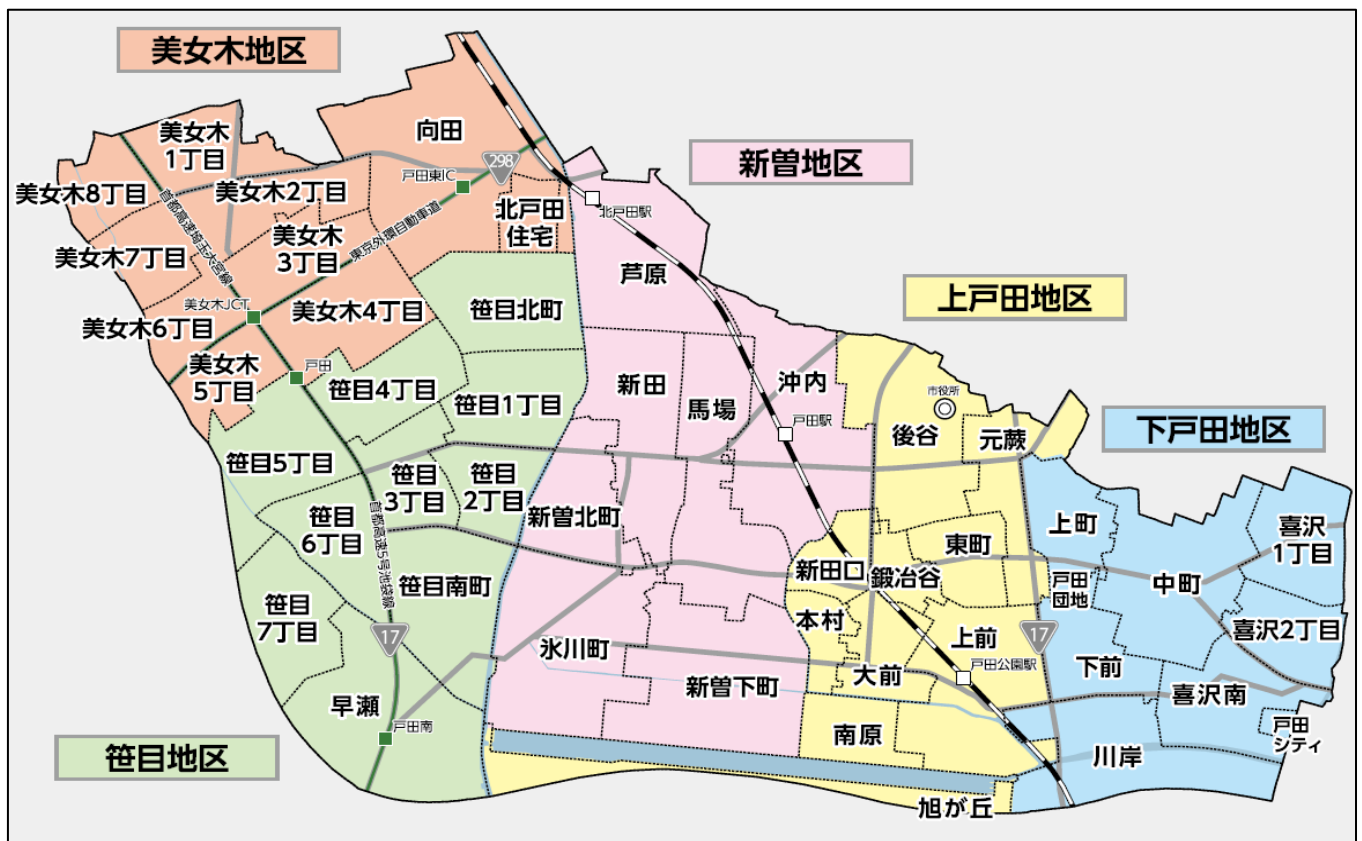 美女木地区
美女木
1丁目
向田
298
戸田東IC
新曽地区
美女木8丁目
美女木2丁目
首都高速埼玉大宮線
北戸田駅
北戸田
住宅
美女木
3丁目
東京外環自動車道
美女木7丁目
芦原
美女木JCT
美女木4丁目
笹目北町
上戸田地区
美女木6丁目
美女木
5丁目
戸田
笹目4丁目
笹目1丁目
新田
馬場
沖内
戸田駅
市役所
後谷
元蕨
下戸田地区
笹目5丁目
笹目
3丁目
笹目
2丁目
笹目
6丁目
首都高速5号池袋線
新曽北町
上町
喜沢
1丁目
東町
新田口
鍛冶谷
戸田
団地
中町
笹目南町
笹目
7丁目
17
本村
上前
17
喜沢2丁目
氷川町
戸田公園駅
大前
下前
新曽下町
喜沢南
早瀬
戸田南
南原
戸田
シティ
川岸
笹目地区
旭が丘